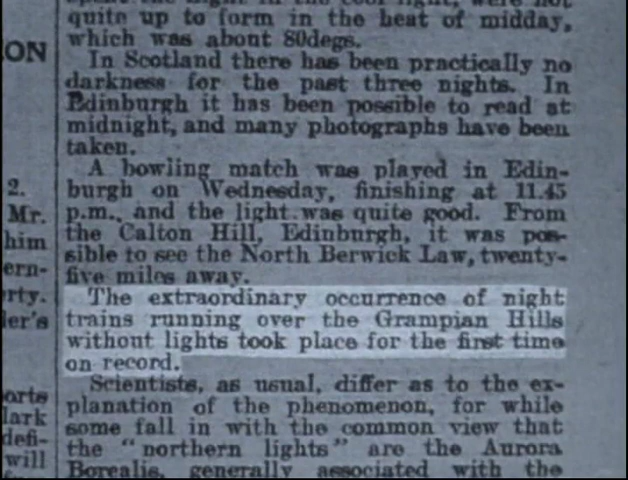 quite up to form in the heat of midday,
which was about 80degs.
In Scotland there has been practically no
darkness for the past three nights. In
Edinburgh it has been possible to read at
midnight, and many photographs have been
taken.
A bowling match was played in Edin-
burgh on Wednesday, finishing at 11.45
p.m., and the light was quite good. From
the Calton Hill, Edinburgh, it was pos-
sible to see the North Berwick Law, twenty-
five miles away.
The extraordinary occurrence of night
trains running over the Grampian Hills
without lights took place for the first time
on record.
Scientists, as usual, differ as to the ex-
planation of the phenomenon, for while
some fall in with the common view that
the "northern lights" are the Aurora
Borealis, generally associated with the
ON
2.
Mr.
him
ern-
rty.
ler's
orts
lark
defi-
will